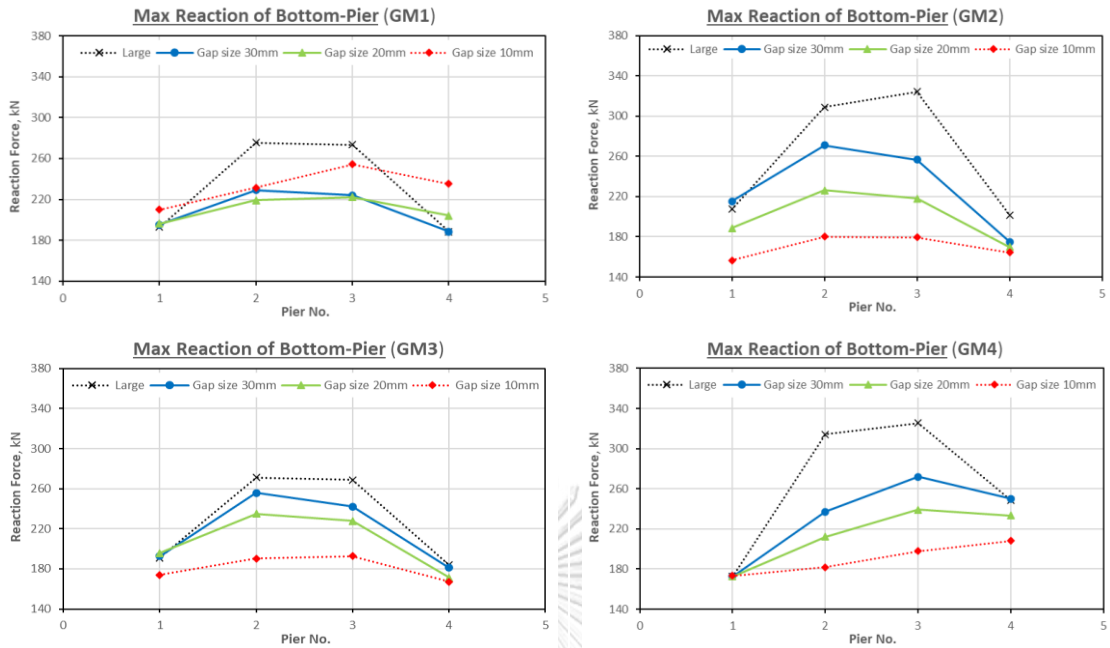 Max Reaction of Bottom-Pier (GM1)
380
340
300
260
220
180
140
Reaction Force, kN
Large Gap size 30mm Gap size 20mm Gap size 10mm
0 1 2 3 4 5
Pier No.
Max Reaction of Bottom-Pier (GM2)
380
340
300
260
220
180
140
Reaction Force, kN
Large Gap size 30mm Gap size 20mm Gap size 10mm
0 1 2 3 4 5
Pier No.
Max Reaction of Bottom-Pier (GM3)
380
340
300
260
220
180
140
Reaction Force, kN
Large Gap size 30mm Gap size 20mm Gap size 10mm
0 1 2 3 4 5
Pier No.
Max Reaction of Bottom-Pier (GM4)
380
340
300
260
220
180
140
Reaction Force, kN
Large Gap size 30mm Gap size 20mm Gap size 10mm
0 1 2 3 4 5
Pier No.